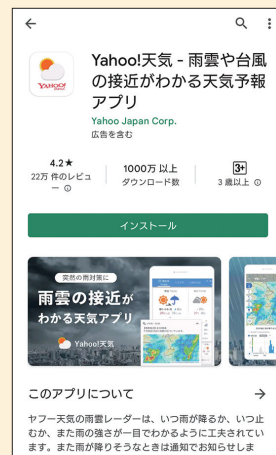 Yahoo!天気 - 雨雲や台風
の接近がわかる天気予報
アプリ
Yahoo Japan Corp.
広告を含む
YAHOO!
JAPAN
4.2★
22万 件のレビュ
ー
1000万 以上
ダウンロード数
3+
3 歳以上
インストール
突然の雨対策に
雨雲の接近が
わかる天気アプリ
Yahoo!天気
このアプリについて
ヤフー天気の雨雲レーダーは、いつ雨が降るか、いつ止
むか、また雨の強さが一目でわかるように工夫されてい
ます。また雨が降りそうなときは通知でお知らせしま